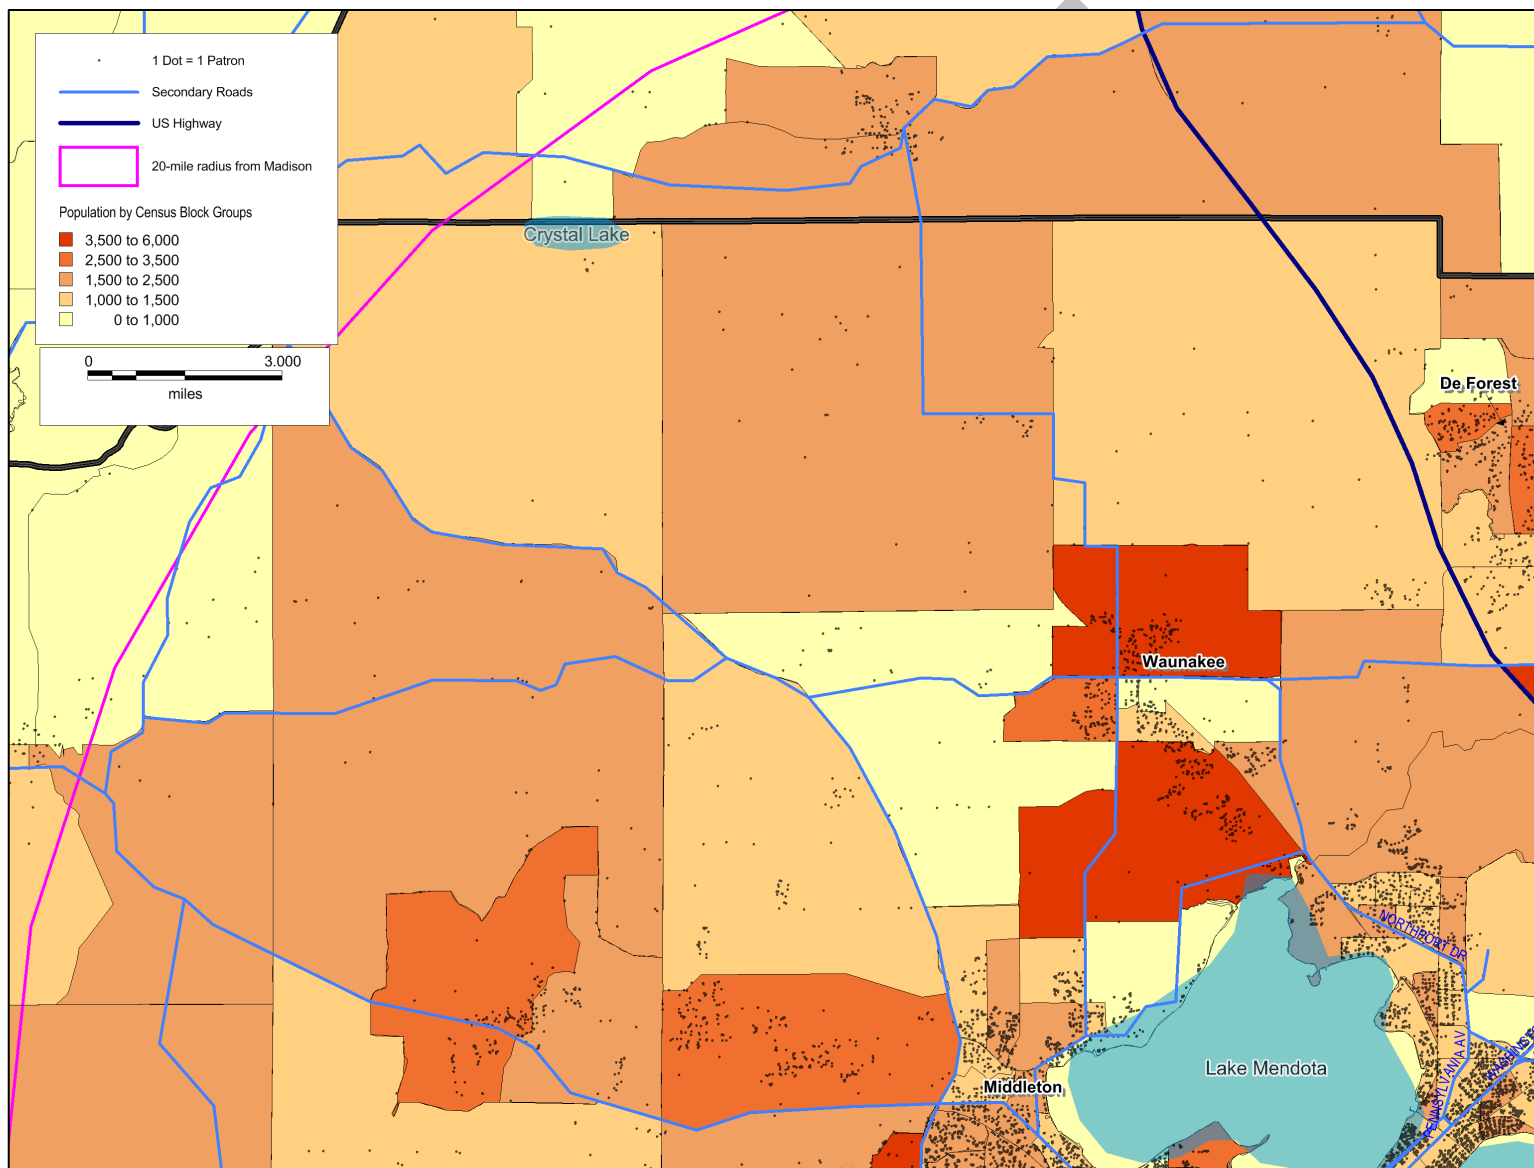 1 Dot = 1 Patron
Secondary Roads
US Highway
20-mile radius from Madison
Population by Census Block Groups
3,500 to 6,000
2,500 to 3,500
1,500 to 2,500
1,000 to 1,500
0 to 1,000
0 3.000
miles
Crystal Lake
De Forest
Waunakee
NORTHPORT DR
Lake Mendota
Middleton
PENNSYLVANIA AV